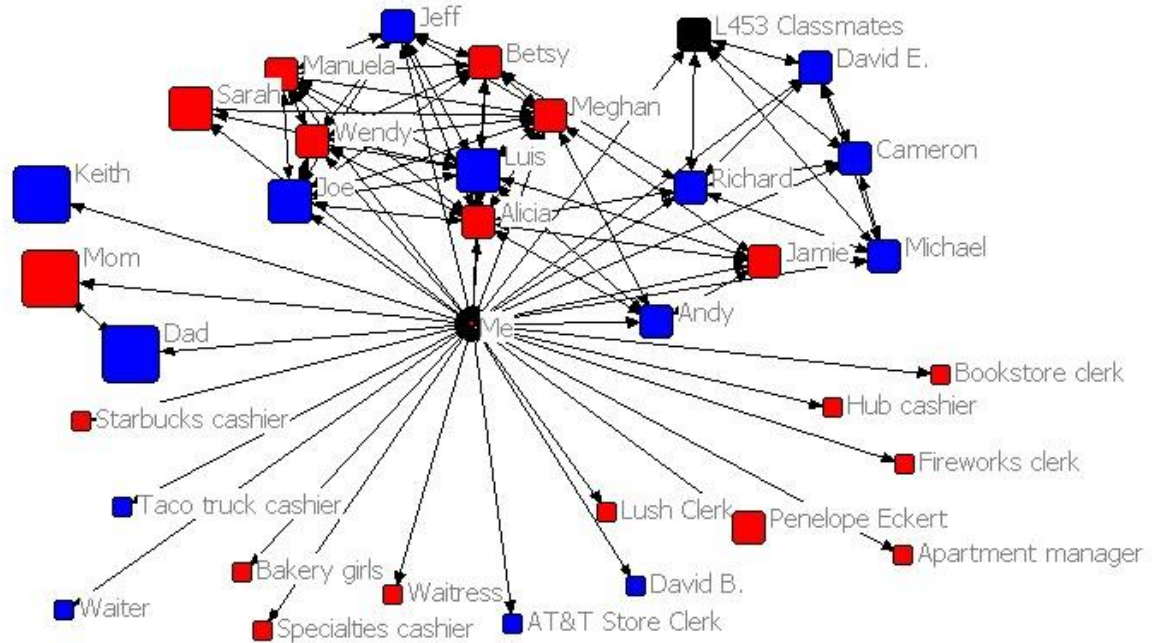 Jeff
L453 Classmates
Betsy
David E.
Manuela
Sarah
Meghan
Wendy
Cameron
Luis
Keith
Joe
Richard
Alicia
Michael
Mom
Jamie
Andy
Me
Dad
Bookstore clerk
Hub cashier
Starbucks cashier
Fireworks clerk
Taco truck cashier
Lush Clerk
Penelope Eckert
Apartment manager
Bakery girls
David B.
Waitress
Waiter
AT&T Store Clerk
Specialties cashier